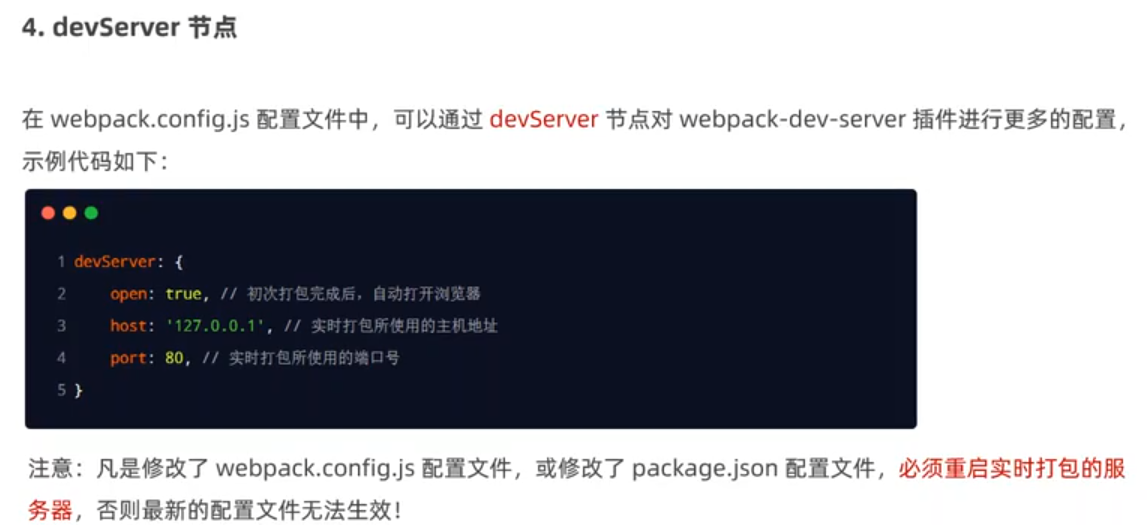 4. devServer 节点
在 webpack.config.js 配置文件中，可以通过 devServer 节点对 webpack-dev-server 插件进行更多的配置，
示例代码如下：
1 devServer: {
2     open: true, // 初次打包完成后，自动打开浏览器
3     host: '127.0.0.1', // 实时打包所使用的主机地址
4     port: 80, // 实时打包所使用的端口号
5 }
注意：凡是修改了 webpack.config.js 配置文件，或修改了 package.json 配置文件，必须重启实时打包的服
务器，否则最新的配置文件无法生效！